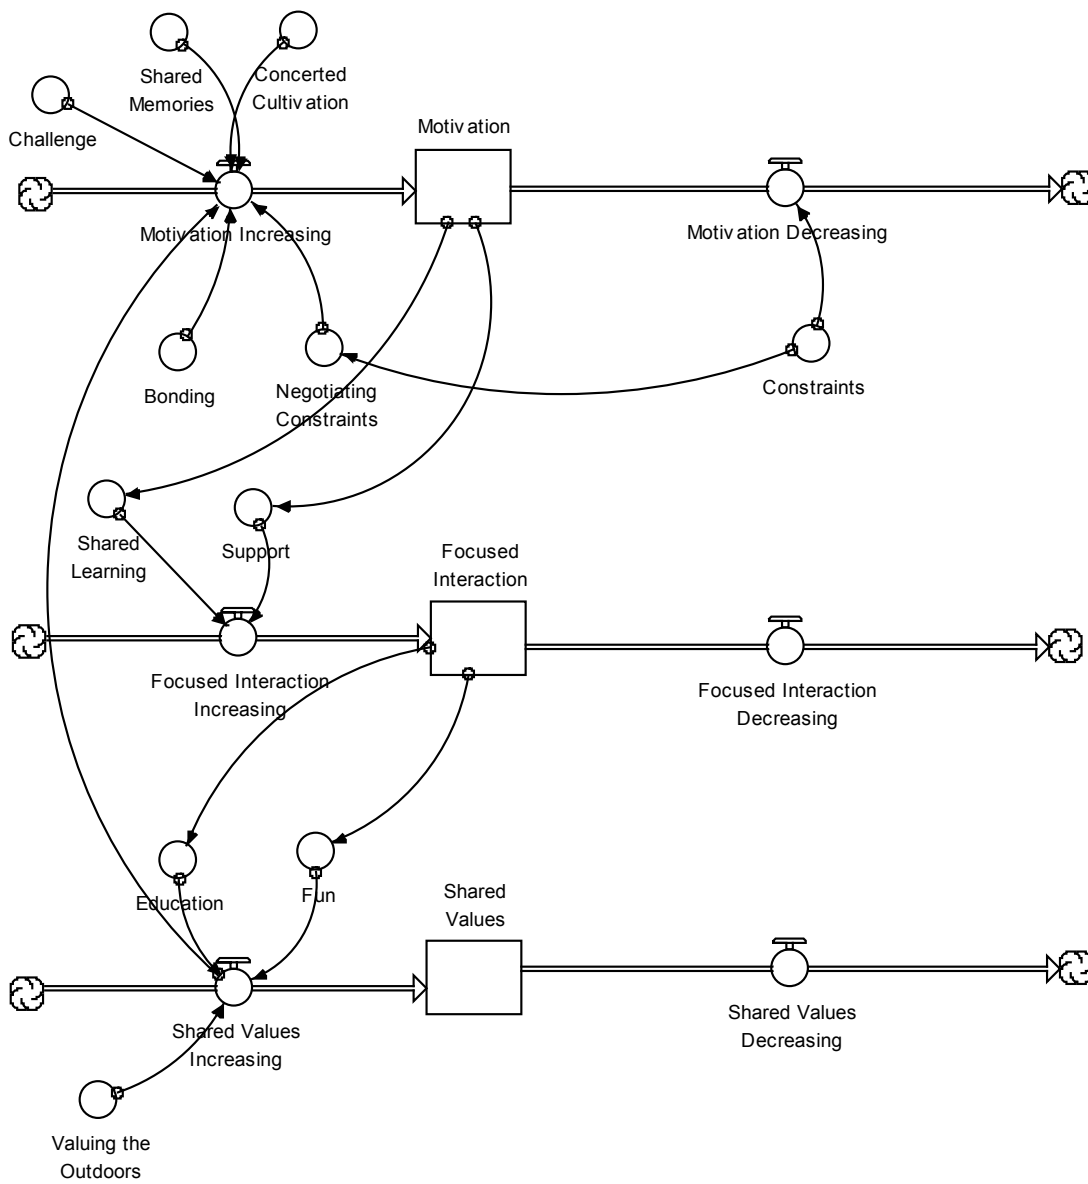 Shared
Memories
Concerted
Cultivation
Challenge
Motivation
Motivation Increasing
Motivation Decreasing
Bonding
Negotiating
Constraints
Constraints
Shared
Learning
Support
Focused
Interaction
Focused Interaction
Increasing
Focused Interaction
Decreasing
Education
Fun
Shared
Values
Shared Values
Increasing
Shared Values
Decreasing
Valuing the
Outdoors